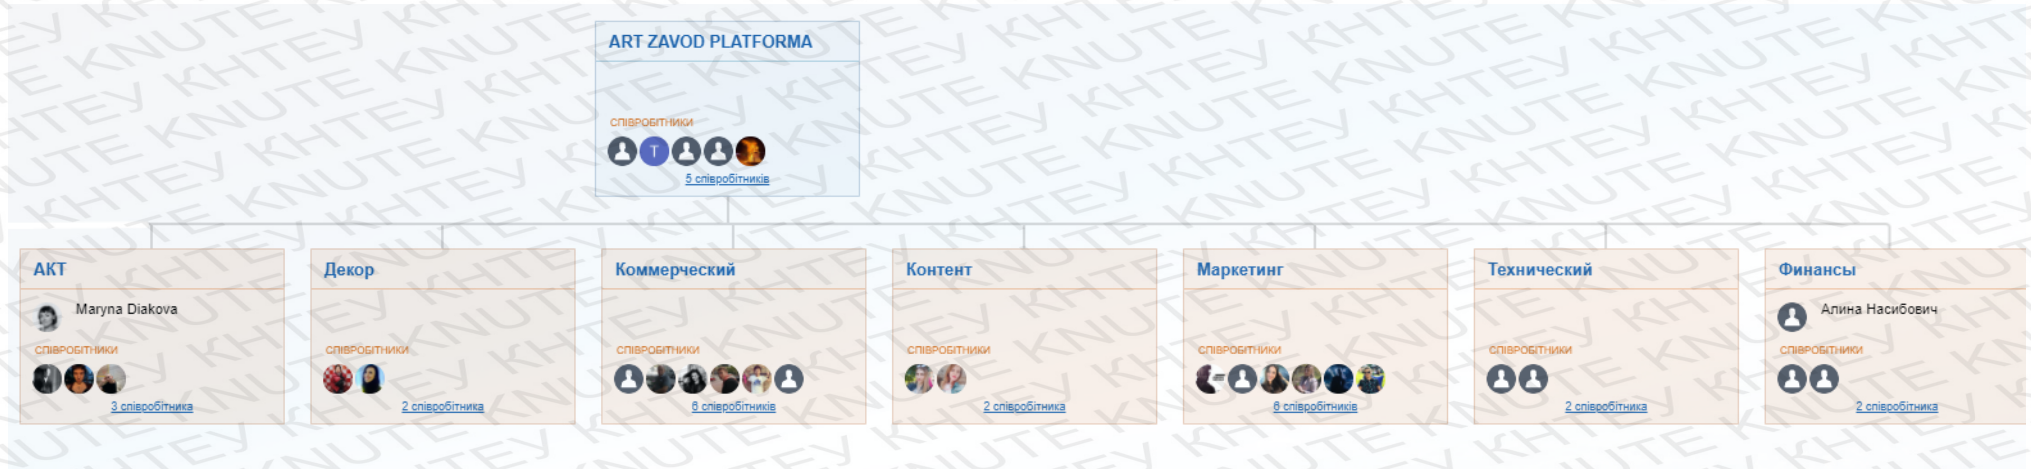 ART ZAVOD PLATFORMA
СПІВРОБІТНИКИ
T
5 співробітників
АКТ
Maryna Diakova
СПІВРОБІТНИКИ
3 співробітника
Декор
СПІВРОБІТНИКИ
2 співробітника
Коммерческий
СПІВРОБІТНИКИ
6 співробітників
Контент
СПІВРОБІТНИКИ
2 співробітника
Маркетинг
СПІВРОБІТНИКИ
6 співробітників
Технический
СПІВРОБІТНИКИ
2 співробітника
Финансы
Алина Насибович
СПІВРОБІТНИКИ
2 співробітника
KNUTE KHTEY